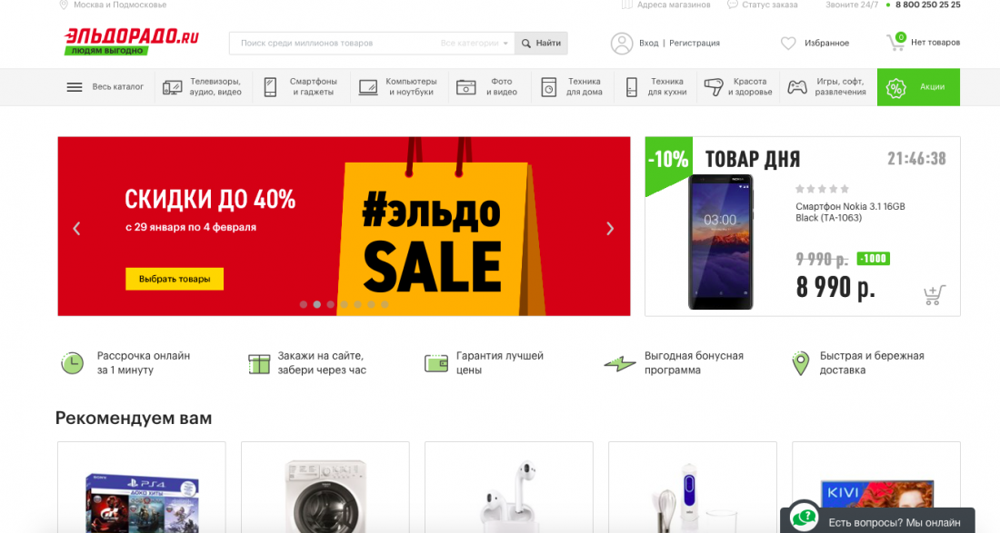 Москва и Подмосковье
Адреса магазинов
Статус заказа
Звоните 24/7
8 800 250 25 25
ЭЛЬДОРАДО.RU
людям выгодно
Поиск среди миллионов товаров
Все категории
Найти
Вход | Регистрация
Избранное
0
Нет товаров
Весь каталог
Телевизоры,
аудио, видео
Смартфоны
и гаджеты
Компьютеры
и ноутбуки
Фото
и видео
Техника
для дома
Техника
для кухни
Красота
и здоровье
Игры, софт,
развлечения
%
Акции
СКИДКИ ДО 40%
с 29 января по 4 февраля
Выбрать товары
#эльдо
SALE
-10%
ТОВАР ДНЯ
21:46:38
NOKIA
03:00
Смартфон Nokia 3.1 16GB
Black (TA-1063)
9 990 р.
-1000
8 990 р.
Рассрочка онлайн
за 1 минуту
Закажи на сайте,
забери через час
Гарантия лучшей
цены
Выгодная бонусная
программа
Быстрая и бережная
доставка
Рекомендуем вам
SONY
PS4
ХИТЫ
KIVI
Есть вопросы? Мы онлайн